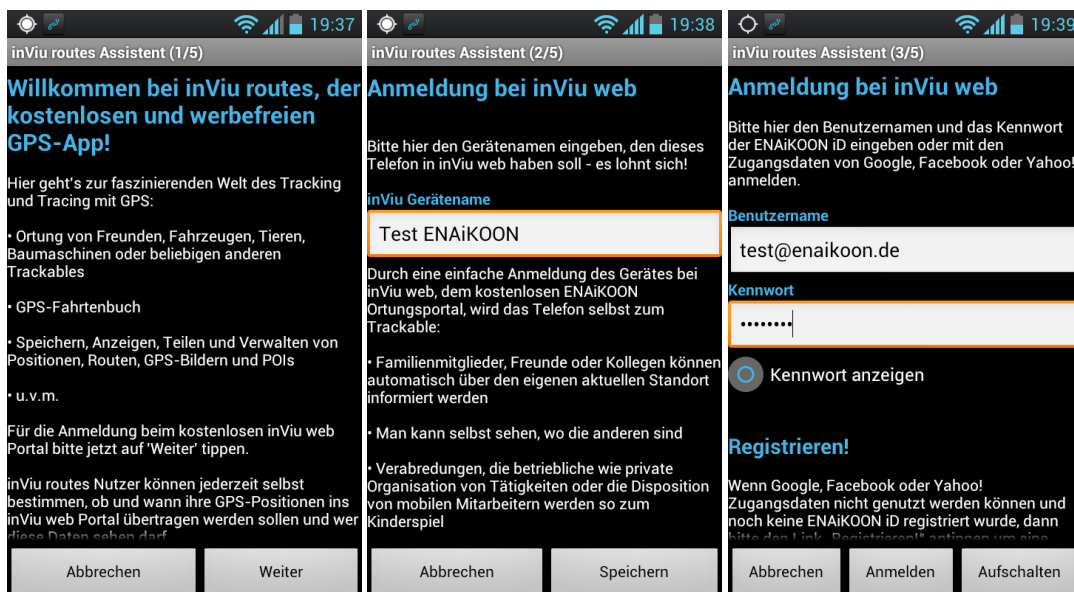 19:37
inViu routes Assistent (1/5)
Willkommen bei inViu routes, der
kostenlosen und werbefreien
GPS-App!
Hier geht's zur faszinierenden Welt des Tracking
und Tracing mit GPS:
• Ortung von Freunden, Fahrzeugen, Tieren,
Baumaschinen oder beliebigen anderen
Trackables
• GPS-Fahrtenbuch
• Speichern, Anzeigen, Teilen und Verwalten von
Positionen, Routen, GPS-Bildern und POIs
• u.v.m.
Für die Anmeldung beim kostenlosen inViu web
Portal bitte jetzt auf 'Weiter' tippen.
inViu routes Nutzer können jederzeit selbst
bestimmen, ob und wann ihre GPS-Positionen ins
inViu web Portal übertragen werden sollen und wer
diese Daten sehen darf
Abbrechen
Weiter
19:38
inViu routes Assistent (2/5)
Anmeldung bei inViu web
Bitte hier den Gerätenamen eingeben, den dieses
Telefon in inViu web haben soll - es lohnt sich!
inViu Gerätename
Test ENAiKOON
Durch eine einfache Anmeldung des Gerätes bei
inViu web, dem kostenlosen ENAiKOON
Ortungsportal, wird das Telefon selbst zum
Trackable:
• Familienmitglieder, Freunde oder Kollegen können
automatisch über den eigenen aktuellen Standort
informiert werden
• Man kann selbst sehen, wo die anderen sind
• Verabredungen, die betriebliche wie private
Organisation von Tätigkeiten oder die Disposition
von mobilen Mitarbeitern werden so zum
Kinderspiel
Abbrechen
Speichern
19:39
inViu routes Assistent (3/5)
Anmeldung bei inViu web
Bitte hier den Benutzernamen und das Kennwort
der ENAiKOON iD eingeben oder mit den
Zugangsdaten von Google, Facebook oder Yahoo!
anmelden.
Benutzername
test@enaikoon.de
Kennwort
••••••••
Kennwort anzeigen
Registrieren!
Wenn Google, Facebook oder Yahoo!
Zugangsdaten nicht genutzt werden können und
noch keine ENAiKOON iD registriert wurde, dann
bitte den Link „Registrieren!" antippen um eine
Abbrechen
Anmelden
Aufschalten